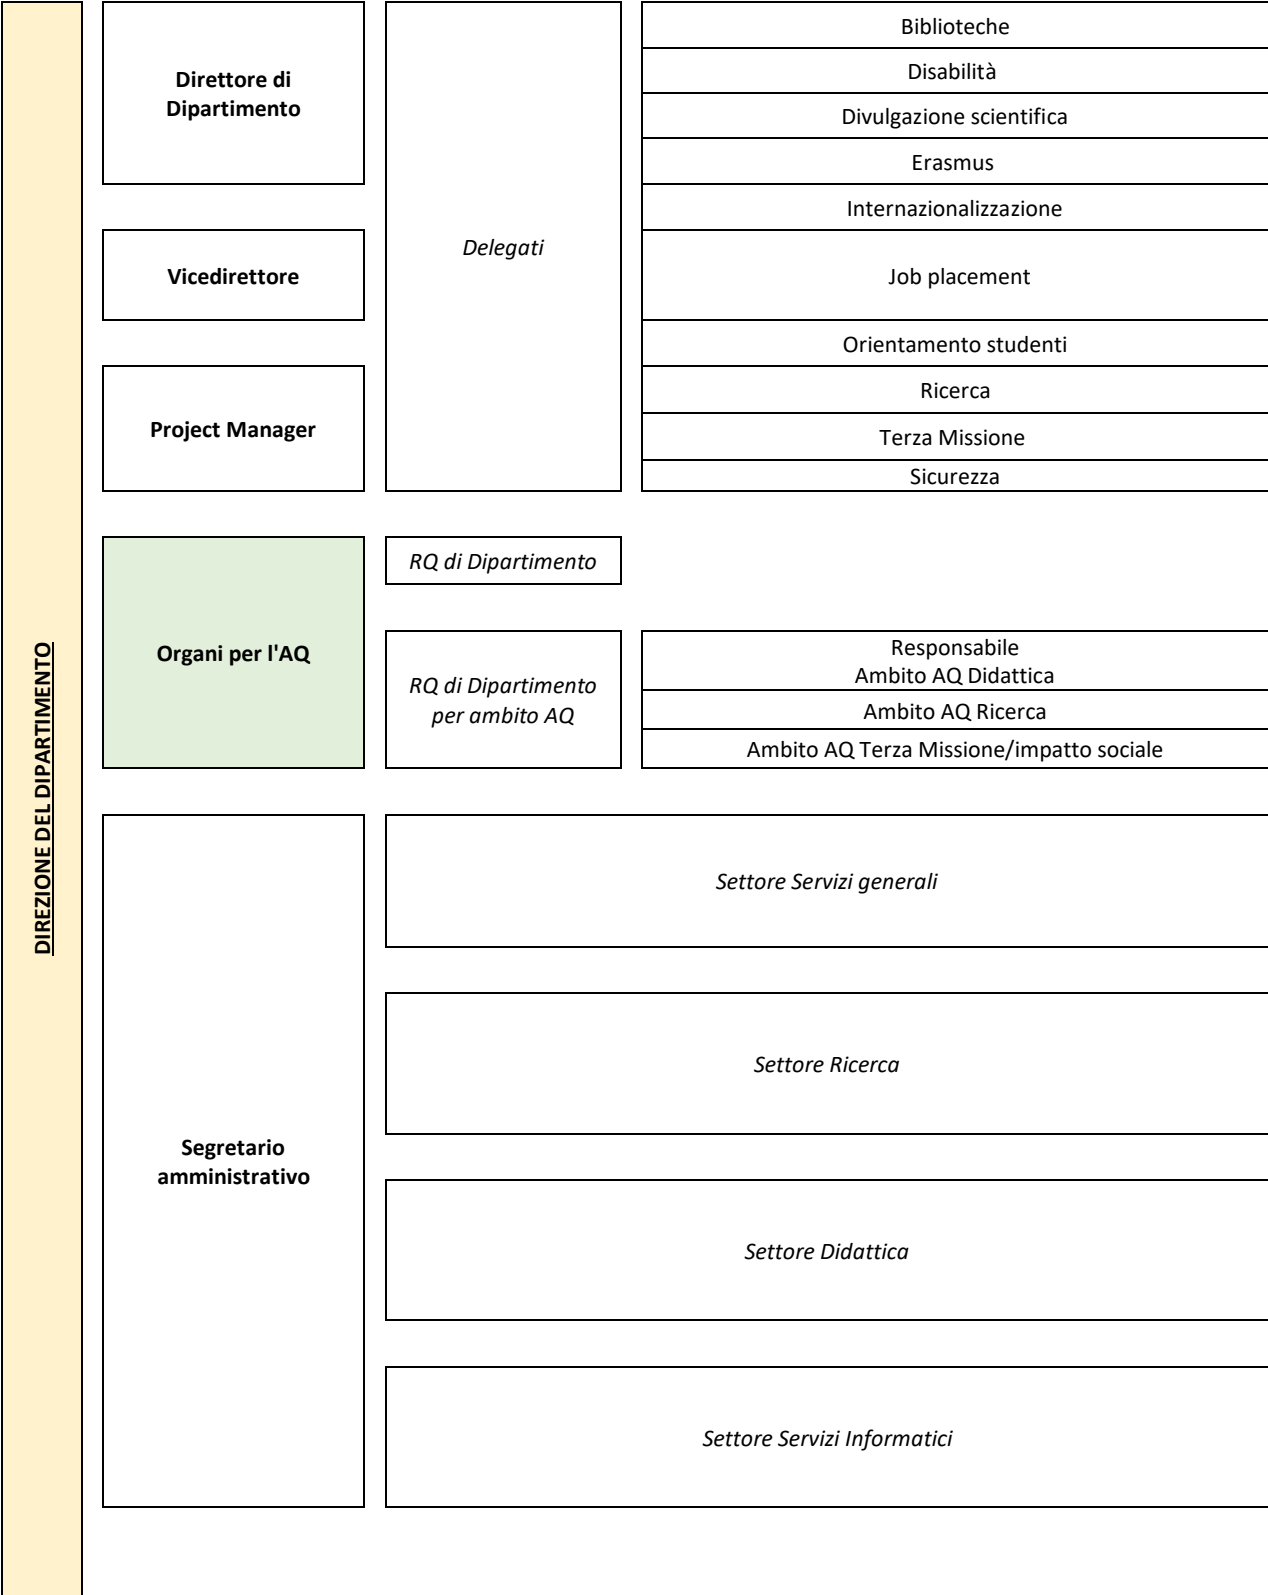 DIREZIONE DEL DIPARTIMENTO
Direttore di
Dipartimento
Vicedirettore
Project Manager
Delegati
Biblioteche
Disabilità
Divulgazione scientifica
Erasmus
Internazionalizzazione
Job placement
Orientamento studenti
Ricerca
Terza Missione
Sicurezza
Organi per l'AQ
RQ di Dipartimento
RQ di Dipartimento
per ambito AQ
Responsabile
Ambito AQ Didattica
Ambito AQ Ricerca
Ambito AQ Terza Missione/impatto sociale
Segretario
amministrativo
Settore Servizi generali
Settore Ricerca
Settore Didattica
Settore Servizi Informatici